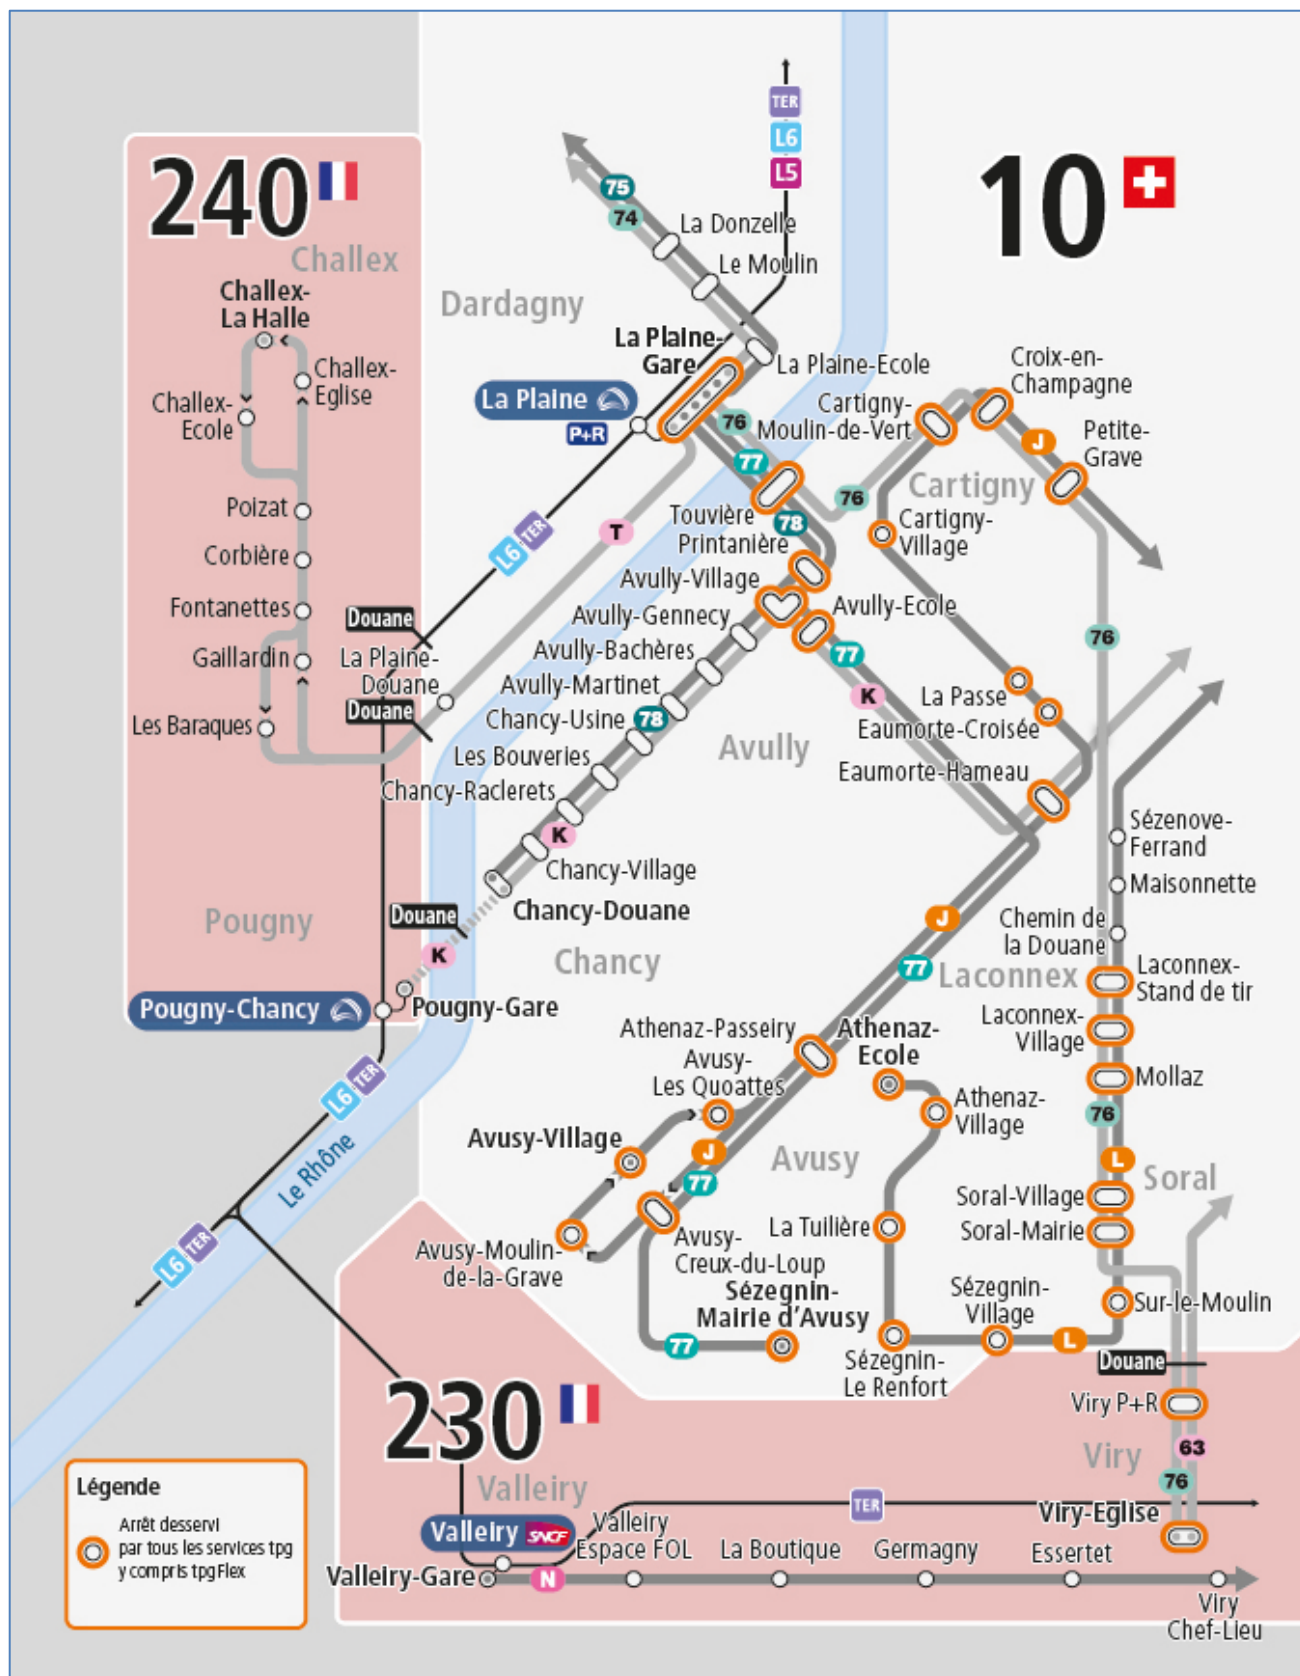 TER
L6
L5
240
10
75
74
La Donzelle
Le Moulin
Challex
Challex-
La Halle
Dardagny
La Plaine-
Gare
La Plaine-Ecole
Croix-en-
Champagne
Challex-
Eglise
Challex-
Ecole
La Plaine
P+R
76
Cartigny-
Moulin-de-Vert
J
Petite-
Grave
77
76
Cartigny
Poizat
Touvière
78
Cartigny-
Village
T
L6 TER
Printanière
Corbière
Avully-Village
Fontanettes
Douane
Avully-Gennecy
Avully-Ecole
76
Gaillardin
La Plaine-
Douane
Avully-Bachères
77
Avully-Martinet
K
La Passe
Les Baraques
Douane
Chancy-Usine
78
Eaumorte-Croisée
Avully
Les Bouveries
Eaumorte-Hameau
Chancy-Raclerets
Sézenove-
Ferrand
K
Chancy-Village
Maisonnette
Pougny
Douane
Chancy-Douane
J
Chemin de
la Douane
K
Chancy
77
Laconnex
Laconnex-
Stand de tir
Pougny-Chancy
Pougny-Gare
Laconnex-
Village
Athenaz-Passeiry
Athenaz-
Ecole
Avusy-
Les Quoattes
Mollaz
L6 TER
Athenaz-
Village
76
Avusy-Village
J
Avusy
L
Le Rhône
77
Soral
Soral-Village
La Tuilière
Soral-Mairie
L6 TER
Avusy-Moulin-
de-la-Grave
Avusy-
Creux-du-Loup
Sézegnin-
Mairie d'Avusy
Sézegnin-
Village
Sur-le-Moulin
77
L
Sézegnin-
Le Renfort
Douane
230
Viry P+R
63
Viry
76
Légende
Arrêt desservi
par tous les services tpg
y compris tpgFlex
Valleiry
TER
Viry-Eglise
Valleiry SNCF
Valleiry
Espace FOL
La Boutique
Germagny
Essertet
Valleiry-Gare
N
Viry
Chef-Lieu